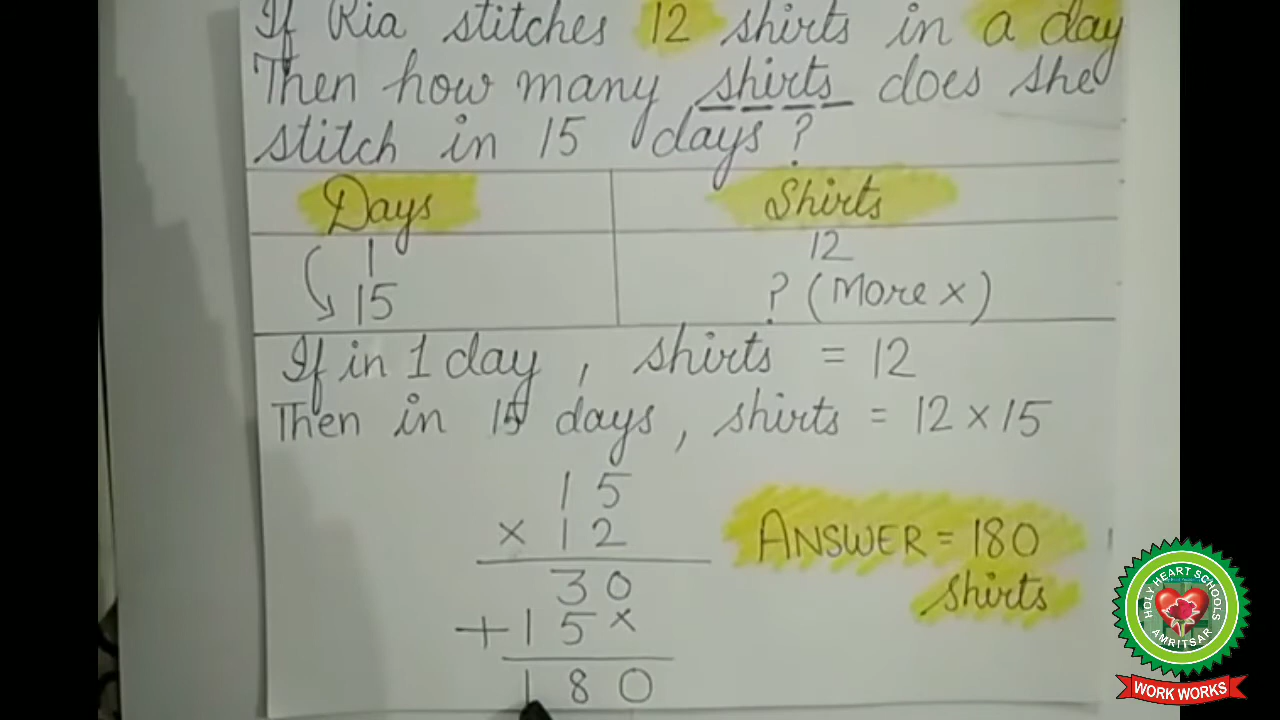 If Ria stitches 12 shirts in a day
Then how many shirts does she
stitch in 15 days ?
Days Shirts
1 12
15 ? (More ×)
If in 1 day , shirts = 12
Then in 15 days , shirts = 12 × 15
15
× 12
30
+ 15 ×
180
ANSWER = 180
shirts
HOLY HEART SCHOOLS
AMRITSAR
WORK WORKS